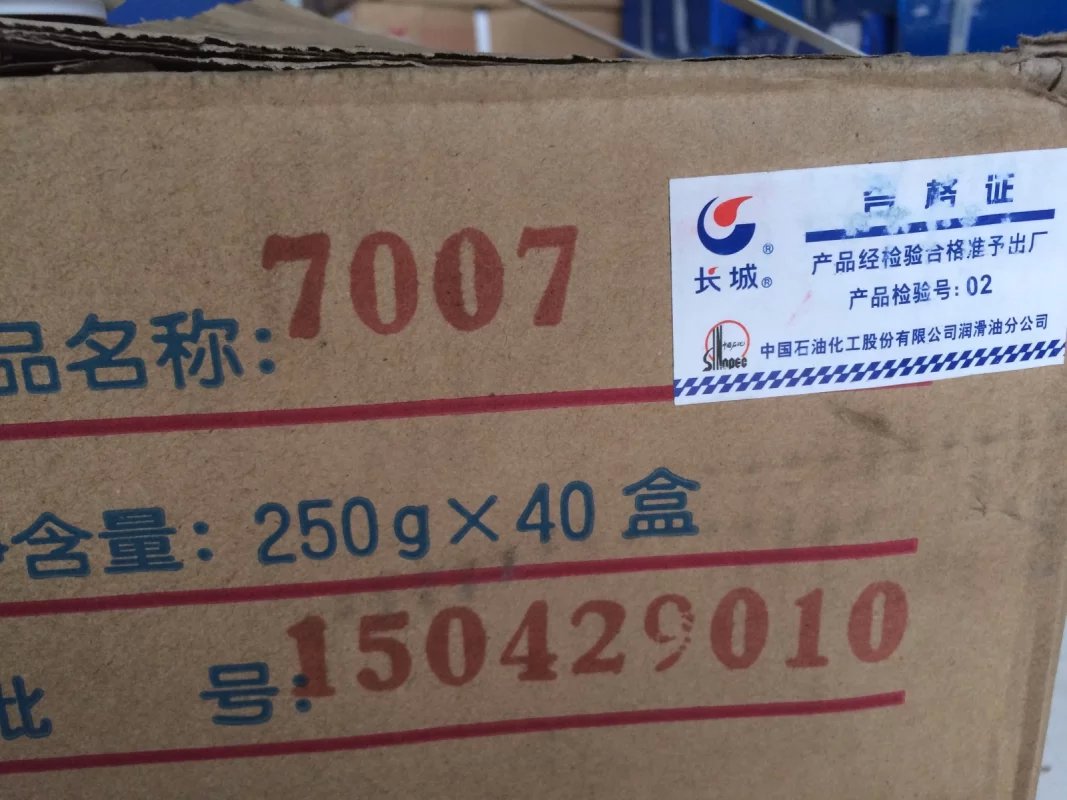 品名称:7007
含量:250g×40盒
批 号:150429010
合格证
长城®
产品经检验合格准予出厂
产品检验号:02
Sinopec
中国石油化工股份有限公司润滑油分公司